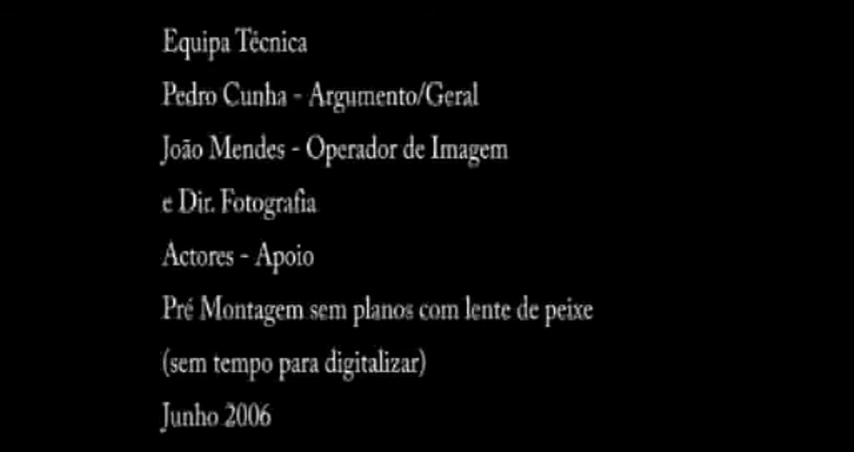 Equipa Técnica
Pedro Cunha - Argumento/Geral
João Mendes - Operador de Imagem
e Dir. Fotografia
Actores - Apoio
Pré Montagem sem planos com lente de peixe
(sem tempo para digitalizar)
Junho 2006